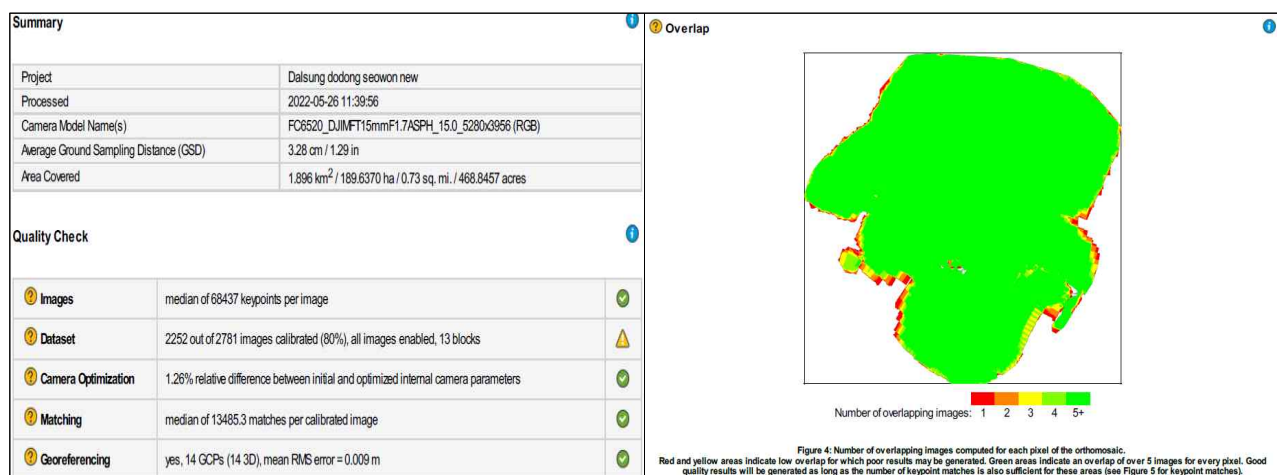 Summary
Project Dalsung dodong seowon new
Processed 2022-05-26 11:39:56
Camera Model Name(s) FC6520_DJIMFT15mmF1.7ASPH_15.0_5280x3956 (RGB)
Average Ground Sampling Distance (GSD) 3.28 cm / 1.29 in
Area Covered 1.896 km2 / 189.6370 ha / 0.73 sq. mi. / 468.8457 acres
Quality Check
Images median of 68437 keypoints per image
Dataset 2252 out of 2781 images calibrated (80%), all images enabled, 13 blocks
Camera Optimization 1.26% relative difference between initial and optimized internal camera parameters
Matching median of 13485.3 matches per calibrated image
Georeferencing yes, 14 GCPs (14 3D), mean RMS error = 0.009 m
Overlap
Number of overlapping images: 1 2 3 4 5+
Figure 4: Number of overlapping images computed for each pixel of the orthomosaic.
Red and yellow areas indicate low overlap for which poor results may be generated. Green areas indicate an overlap of over 5 images for every pixel. Good
quality results will be generated as long as the number of keypoint matches is also sufficient for these areas (see Figure 5 for keypoint matches).